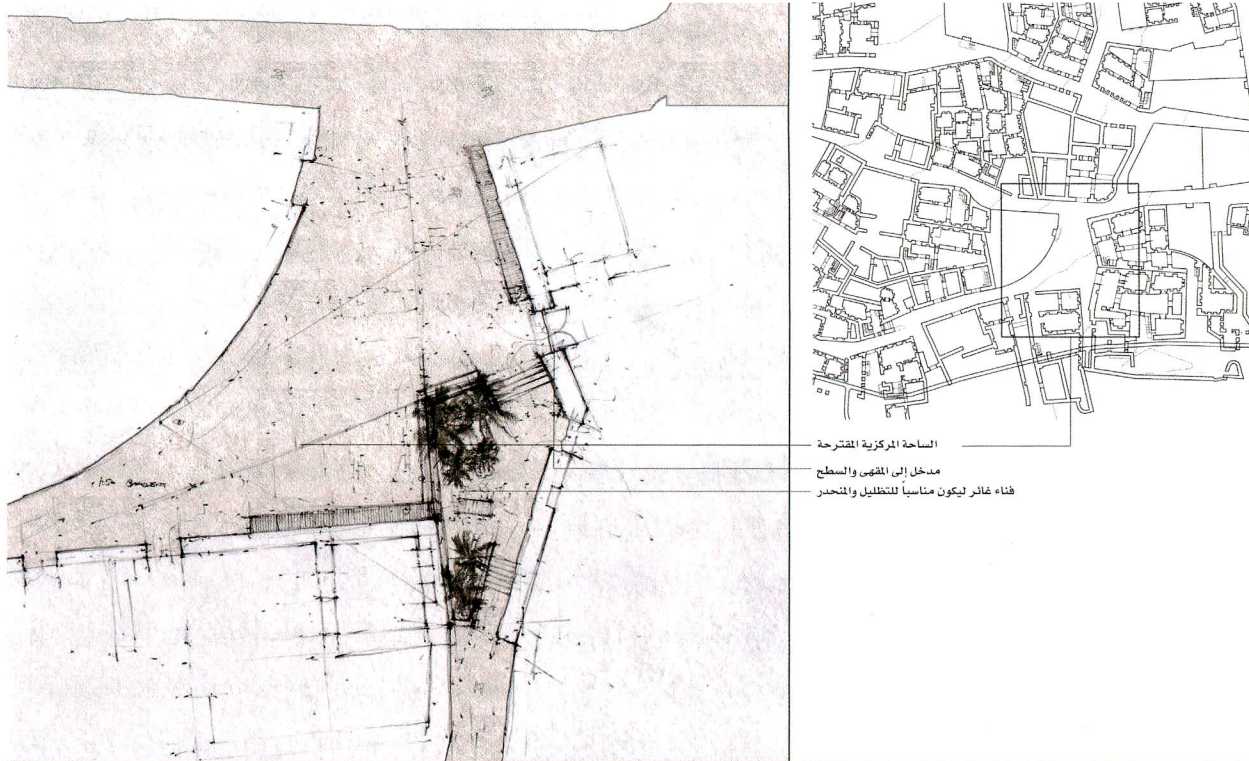 الساحة المركزية المقترحة
مدخل إلى المقهى والسطح
فناء غائر ليكون مناسباً للتظليل والمنحدر